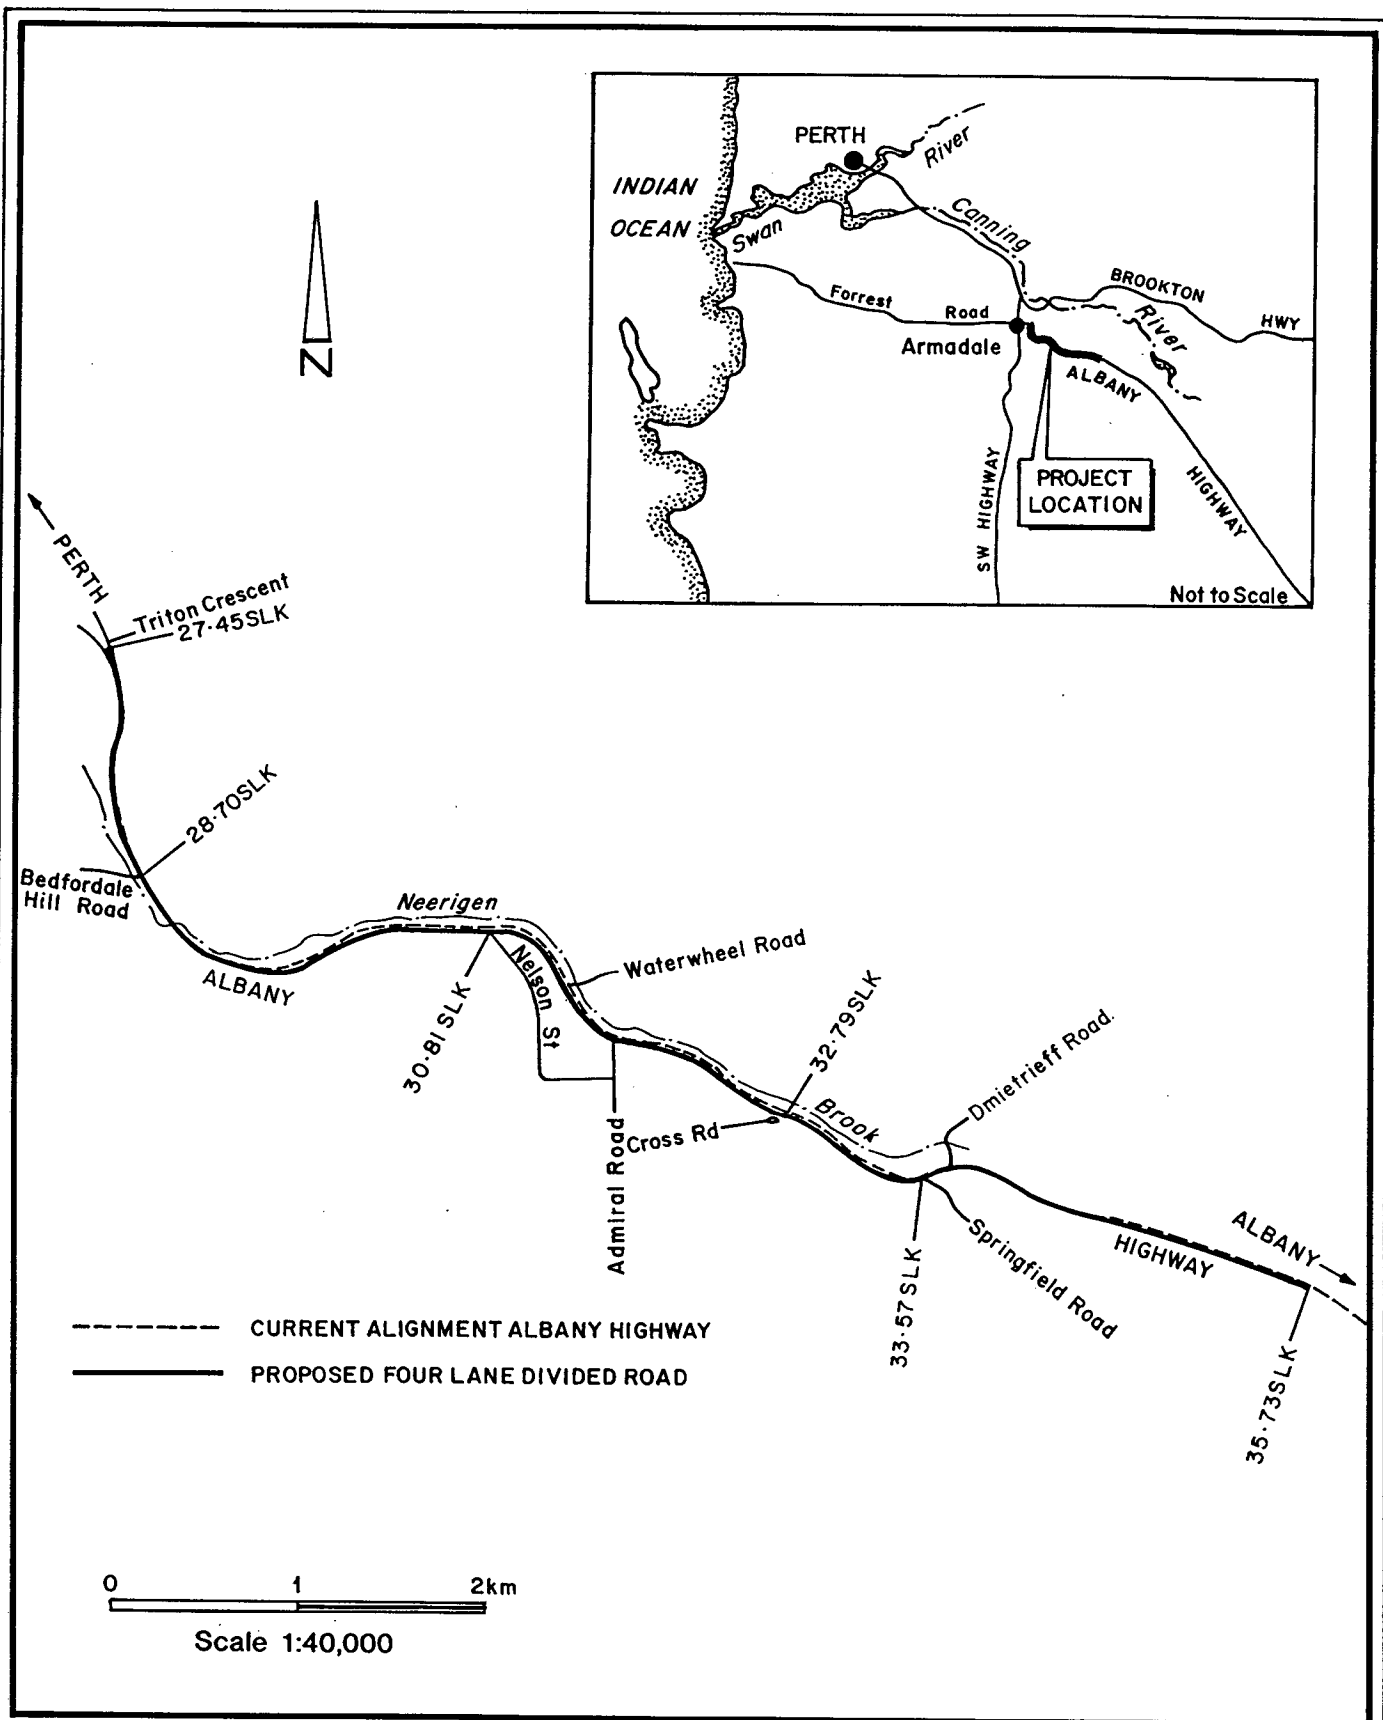 PERTH
River
INDIAN
OCEAN
Swan
Canning
BROOKTON
HWY
River
Forrest
Road
Armadale
ALBANY
HIGHWAY
SW HIGHWAY
PROJECT
LOCATION
Not to Scale
N
PERTH
Triton Crescent
27·45SLK
28·70SLK
Bedfordale
Hill Road
Neerigen
ALBANY
Waterwheel Road
Nelson St
30·81 SLK
32·79SLK
Dmietrieff Road.
Brook
Cross Rd
Admiral Road
Springfield Road
33·57SLK
HIGHWAY
ALBANY
35·73SLK
CURRENT ALIGNMENT ALBANY HIGHWAY
PROPOSED FOUR LANE DIVIDED ROAD
0 1 2km
Scale 1:40,000